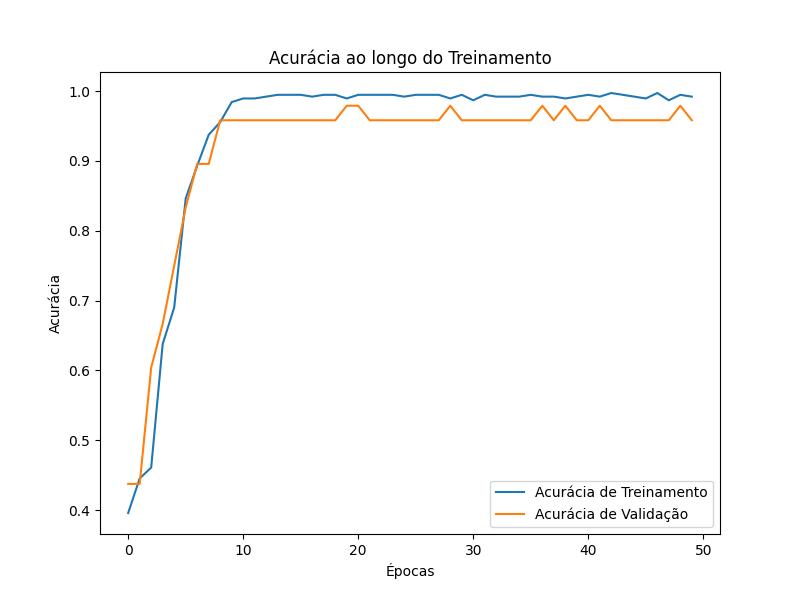 Acurácia ao longo do Treinamento
1.0
0.9
0.8
0.7
0.6
0.5
0.4
Acurácia
0 10 20 30 40 50
Épocas
Acurácia de Treinamento
Acurácia de Validação